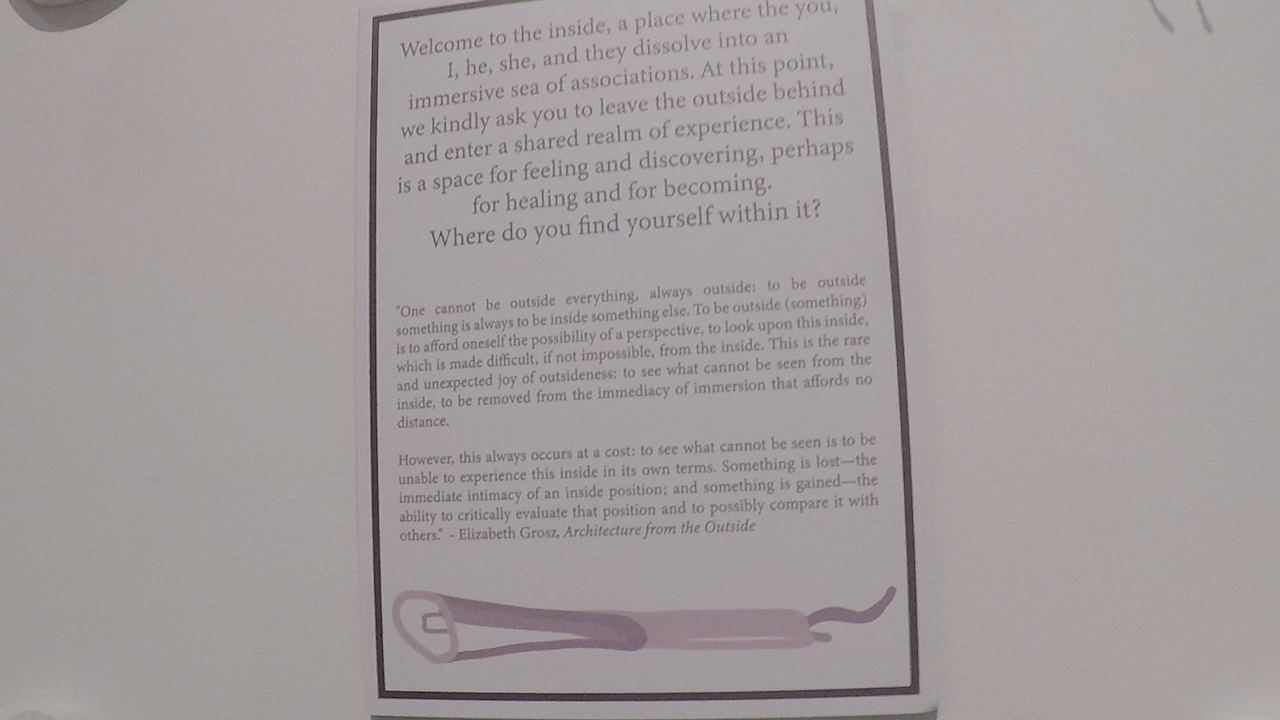 Welcome to the inside, a place where the you,
I, he, she, and they dissolve into an
immersive sea of associations. At this point,
we kindly ask you to leave the outside behind
and enter a shared realm of experience. This
is a space for feeling and discovering, perhaps
for healing and for becoming.
Where do you find yourself within it?
"One cannot be outside everything, always outside: to be outside
something is always to be inside something else. To be outside (something)
is to afford oneself the possibility of a perspective, to look upon this inside,
which is made difficult, if not impossible, from the inside. This is the rare
and unexpected joy of outsideness: to see what cannot be seen from the
inside, to be removed from the immediacy of immersion that affords no
distance.
However, this always occurs at a cost: to see what cannot be seen is to be
unable to experience this inside in its own terms. Something is lost—the
immediate intimacy of an inside position; and something is gained—the
ability to critically evaluate that position and to possibly compare it with
others." - Elizabeth Grosz, Architecture from the Outside